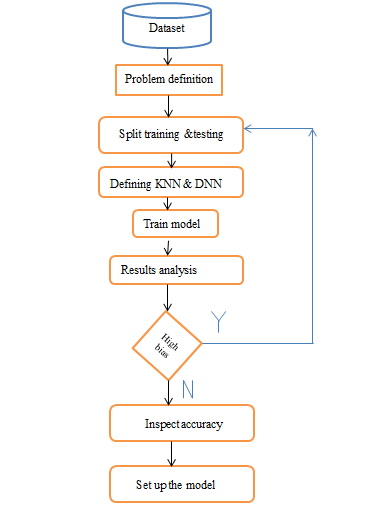 Dataset
Problem definition
Split training &testing
Defining KNN & DNN
Train model
Results analysis
High
bias
Y
N
Inspect accuracy
Set up the model